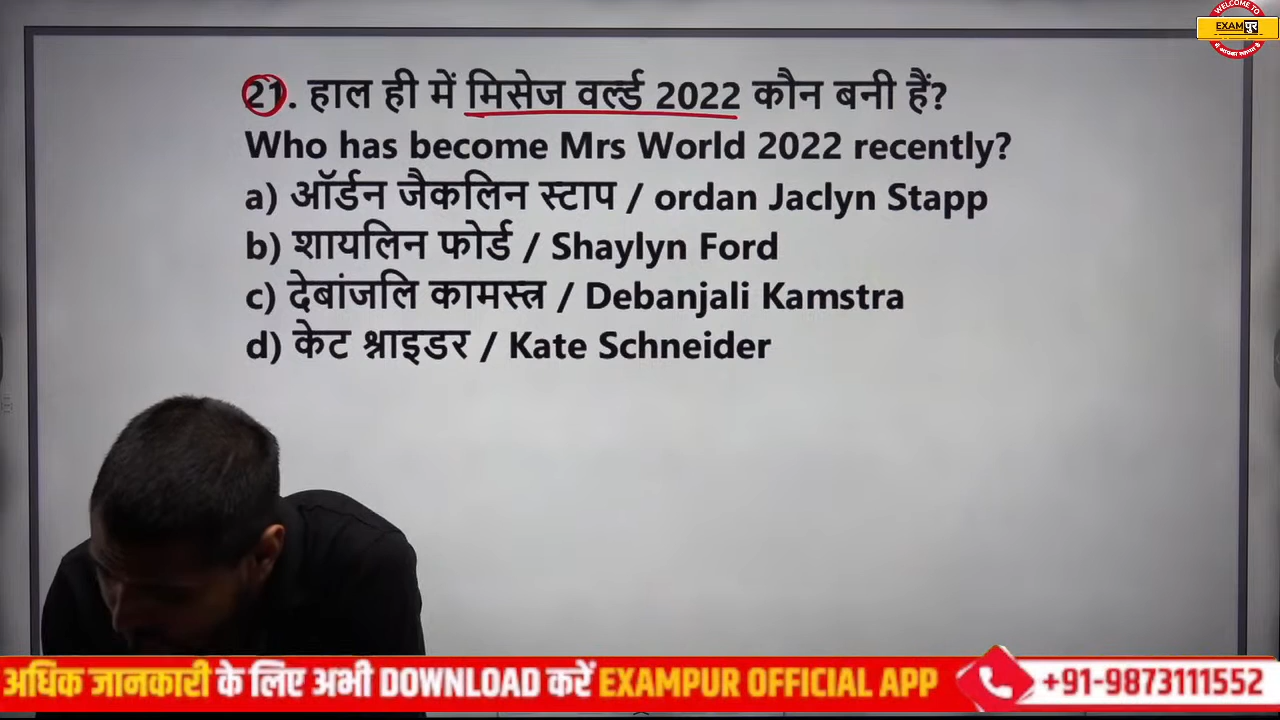 WELCOME TO
EXAMपुर
21. हाल ही में मिसेज वर्ल्ड 2022 कौन बनी हैं?
Who has become Mrs World 2022 recently?
a) ऑर्डन जैकलिन स्टाप / ordan Jaclyn Stapp
b) शायलिन फोर्ड / Shaylyn Ford
c) देबांजलि कामस्त्र / Debanjali Kamstra
d) केट श्नाइडर / Kate Schneider
अधिक जानकारी के लिए अभी DOWNLOAD करें EXAMPUR OFFICIAL APP +91-9873111552